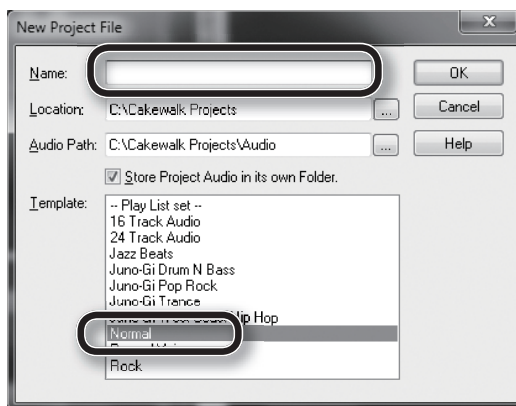 New Project File
Name:
OK
Location: C:\Cakewalk Projects ...
Cancel
Audio Path: C:\Cakewalk Projects\Audio ...
Help
Store Project Audio in its own Folder.
Template:
-- Play List set --
16 Track Audio
24 Track Audio
Jazz Beats
Juno-Gi Drum N Bass
Juno-Gi Pop Rock
Juno-Gi Trance
Hop
Normal
Rock